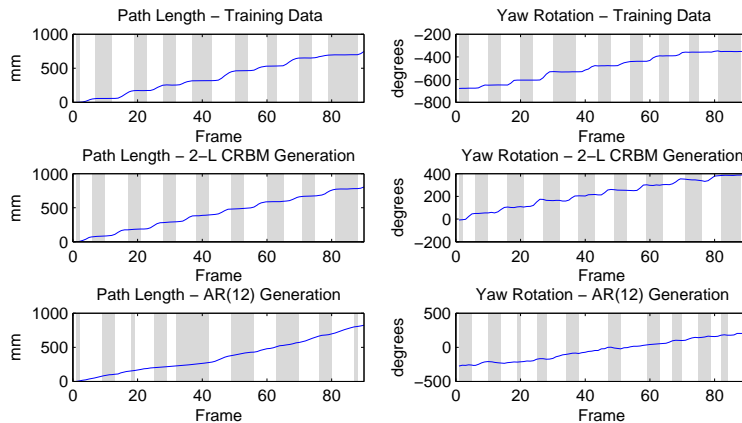 Path Length − Training Data
1000
500
0
mm
0 20 40 60 80
Frame
Yaw Rotation − Training Data
−200
−400
−600
−800
degrees
0 20 40 60 80
Frame
Path Length − 2−L CRBM Generation
1000
500
0
mm
0 20 40 60 80
Frame
Yaw Rotation − 2−L CRBM Generation
400
200
0
−200
degrees
0 20 40 60 80
Frame
Path Length − AR(12) Generation
1000
500
0
mm
0 20 40 60 80
Frame
Yaw Rotation − AR(12) Generation
500
0
−500
degrees
0 20 40 60 80
Frame